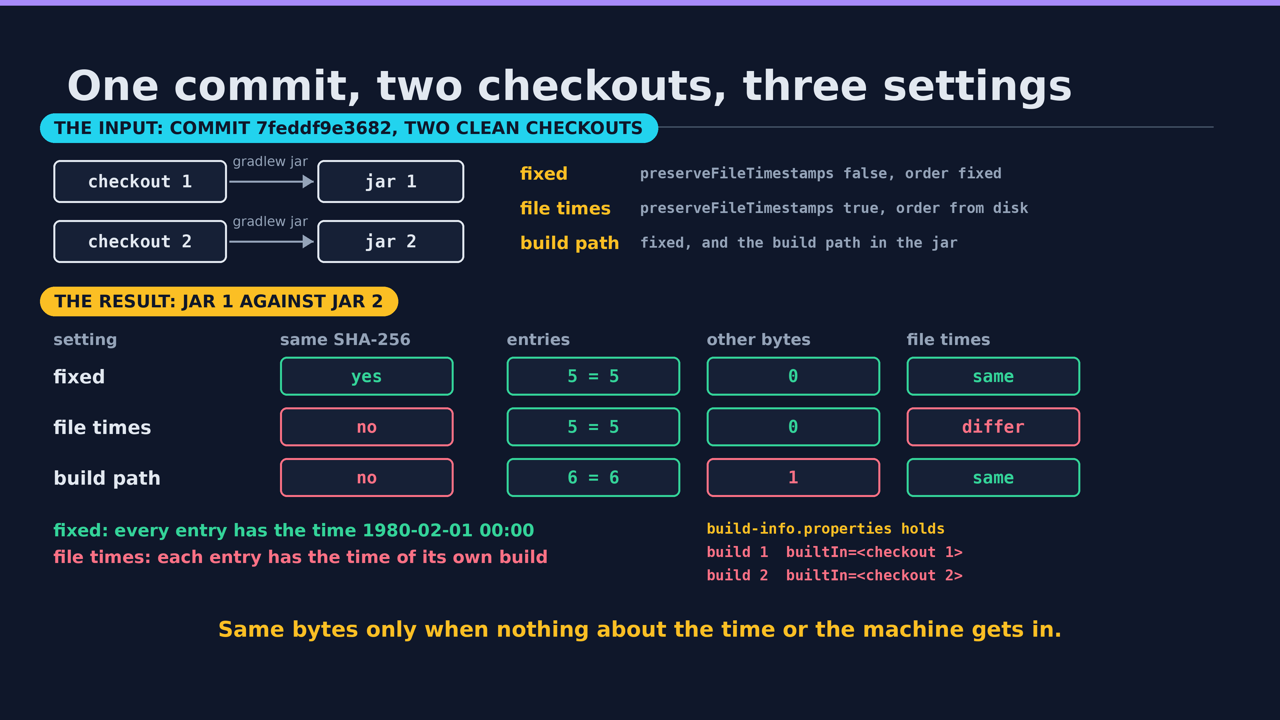 One commit, two checkouts, three settings
THE INPUT: COMMIT 7feddf9e3682, TWO CLEAN CHECKOUTS
checkout 1
gradlew jar
jar 1
checkout 2
gradlew jar
jar 2
fixed preserveFileTimestamps false, order fixed
file times preserveFileTimestamps true, order from disk
build path fixed, and the build path in the jar
THE RESULT: JAR 1 AGAINST JAR 2
setting same SHA-256 entries other bytes file times
fixed yes 5 = 5 0 same
file times no 5 = 5 0 differ
build path no 6 = 6 1 same
fixed: every entry has the time 1980-02-01 00:00
file times: each entry has the time of its own build
build-info.properties holds
build 1 builtIn=<checkout 1>
build 2 builtIn=<checkout 2>
Same bytes only when nothing about the time or the machine gets in.